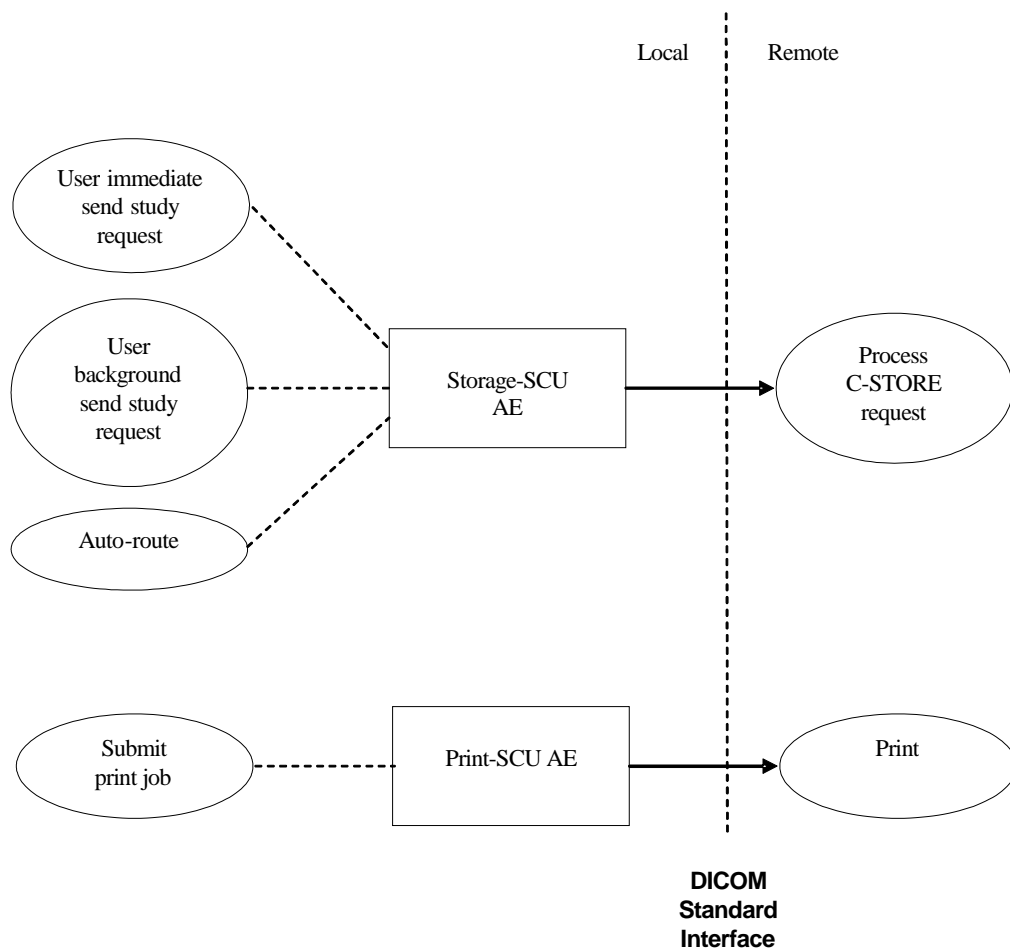 Local
Remote
User immediate
send study
request
User
background
send study
request
Auto-route
Storage-SCU
AE
Process
C-STORE
request
Submit
print job
Print-SCU AE
Print
DICOM
Standard
Interface